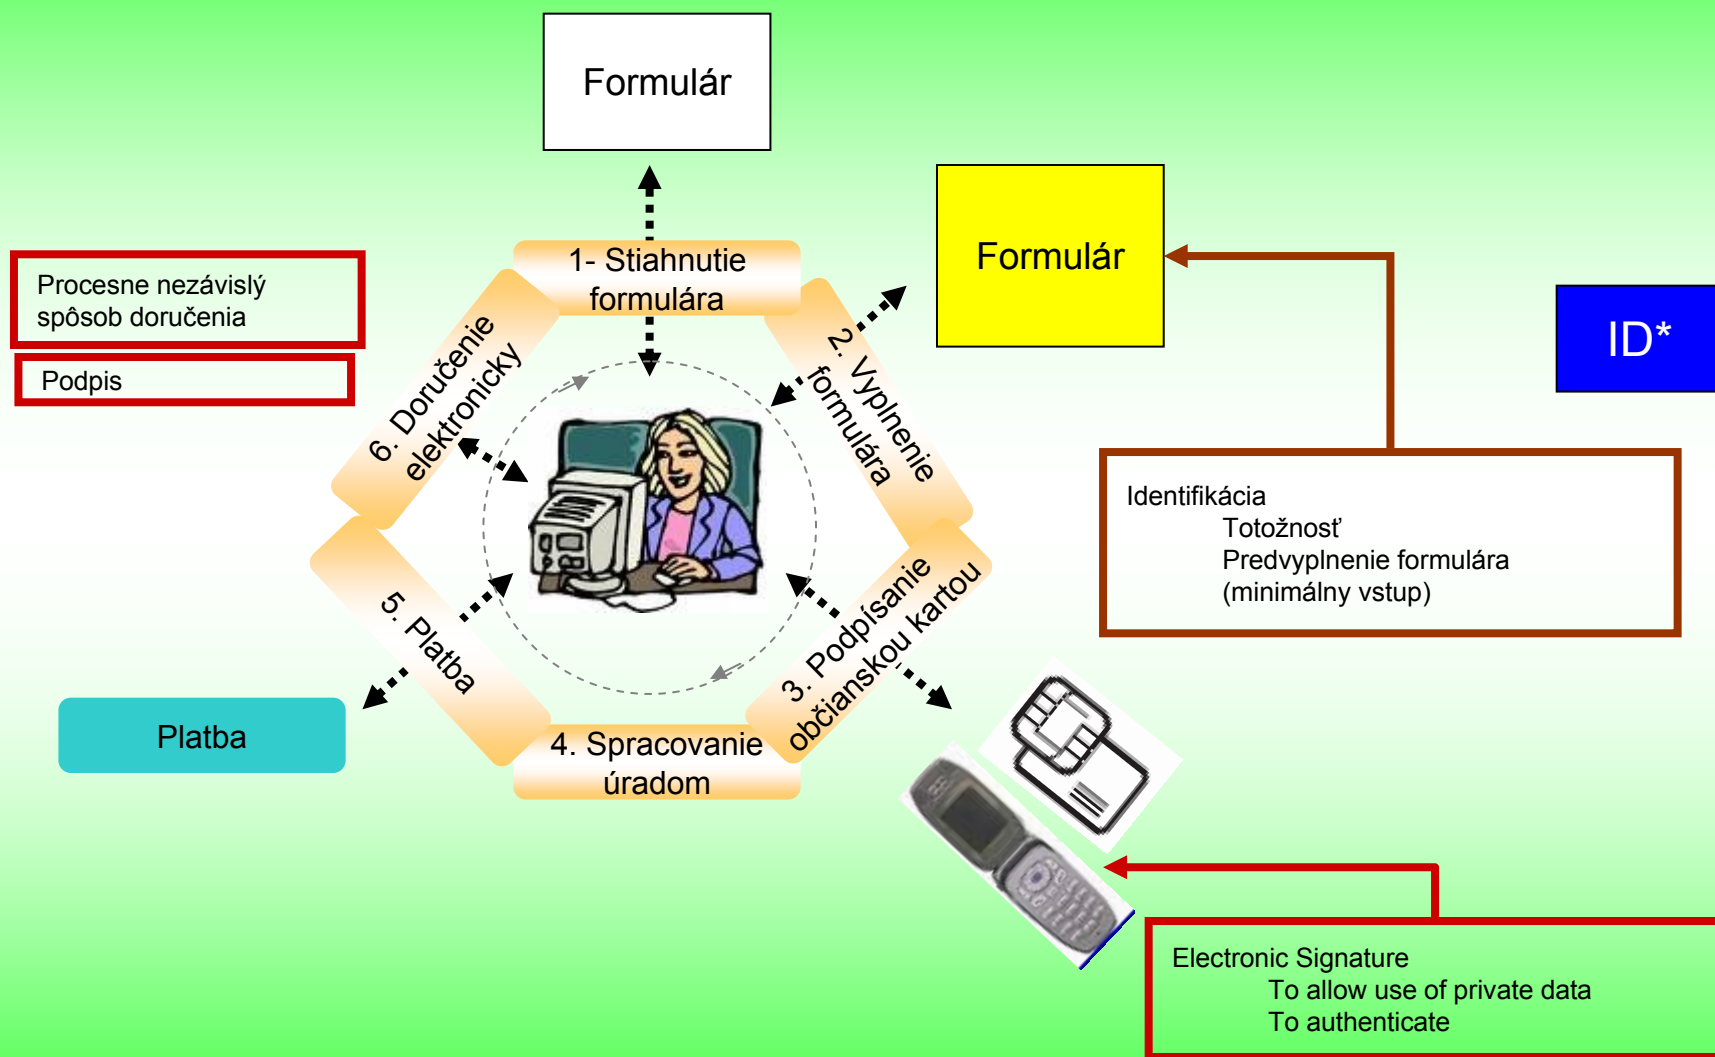 Formulár
Formulár
1- Stiahnutie
formulára
Procesne nezávislý
spôsob doručenia
Podpis
ID*
2. Vyplnenie
formulára
6. Doručenie
elektronicky
Identifikácia
Totožnosť
Predvyplnenie formulára
(minimálny vstup)
3. Podpísanie
občianskou kartou
5. Platba
Platba
4. Spracovanie
úradom
Electronic Signature
To allow use of private data
To authenticate